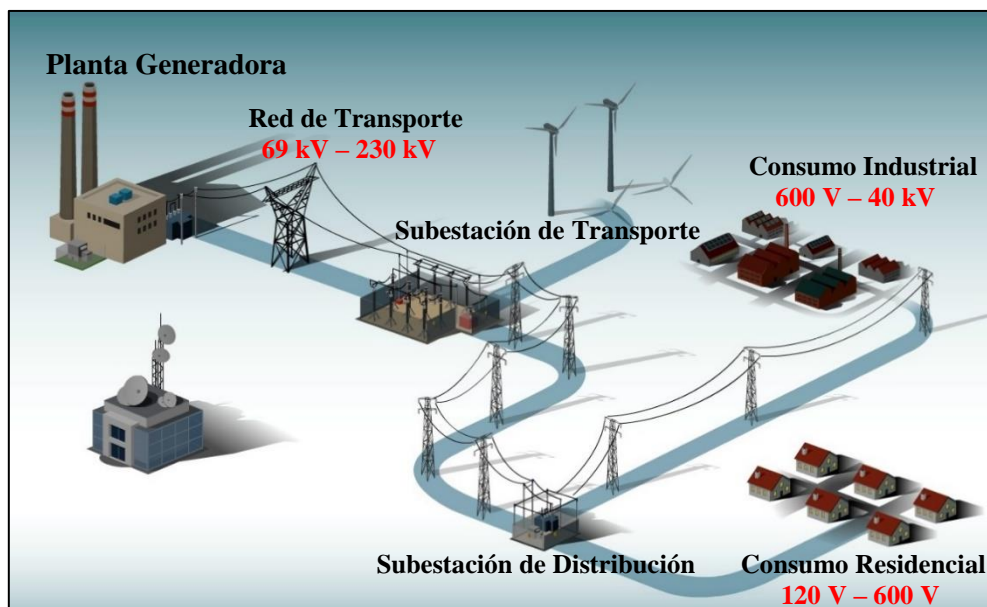 Planta Generadora
Red de Transporte
69 kV – 230 kV
Consumo Industrial
600 V – 40 kV
Subestación de Transporte
Subestación de Distribución
Consumo Residencial
120 V – 600 V